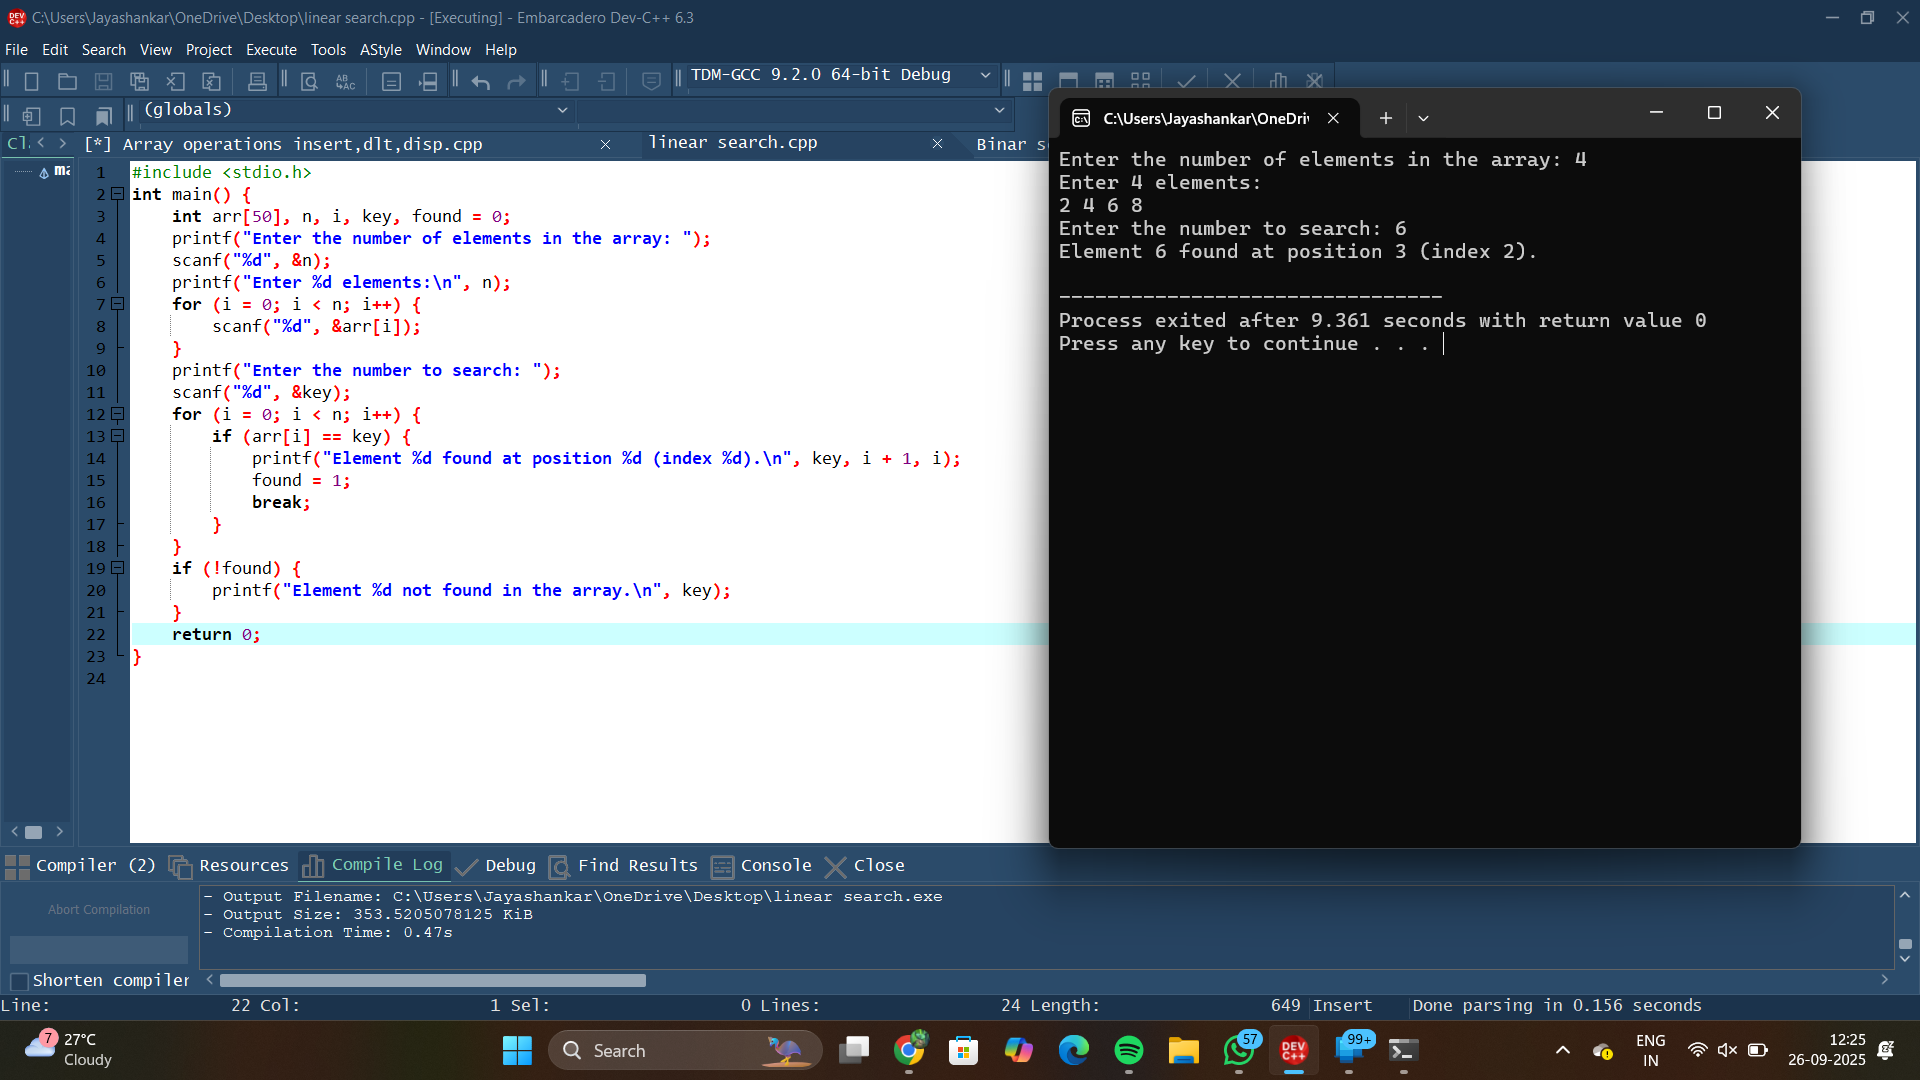 C:\Users\Jayashankar\OneDrive\Desktop\linear search.cpp - [Executing] - Embarcadero Dev-C++ 6.3
File Edit Search View Project Execute Tools AStyle Window Help
TDM-GCC 9.2.0 64-bit Debug
(globals)
[*] Array operations insert,dlt,disp.cpp
linear search.cpp
Binar s
1 #include <stdio.h>
2 int main() {
3 int arr[50], n, i, key, found = 0;
4 printf("Enter the number of elements in the array: ");
5 scanf("%d", &n);
6 printf("Enter %d elements:\n", n);
7 for (i = 0; i < n; i++) {
8 scanf("%d", &arr[i]);
9 }
10 printf("Enter the number to search: ");
11 scanf("%d", &key);
12 for (i = 0; i < n; i++) {
13 if (arr[i] == key) {
14 printf("Element %d found at position %d (index %d).\n", key, i + 1, i);
15 found = 1;
16 break;
17 }
18 }
19 if (!found) {
20 printf("Element %d not found in the array.\n", key);
21 }
22 return 0;
23 }
24
C:\Users\Jayashankar\OneDri
Enter the number of elements in the array: 4
Enter 4 elements:
2 4 6 8
Enter the number to search: 6
Element 6 found at position 3 (index 2).
--------------------------------
Process exited after 9.361 seconds with return value 0
Press any key to continue . . .
Compiler (2) Resources Compile Log Debug Find Results Console Close
Abort Compilation
- Output Filename: C:\Users\Jayashankar\OneDrive\Desktop\linear search.exe
- Output Size: 353.5205078125 KiB
- Compilation Time: 0.47s
Shorten compiler
Line: 22 Col: 1 Sel: 0 Lines: 24 Length: 649 Insert Done parsing in 0.156 seconds
7
27°C
Cloudy
Search
57
DEV C++
99+
ENG
IN
12:25
26-09-2025